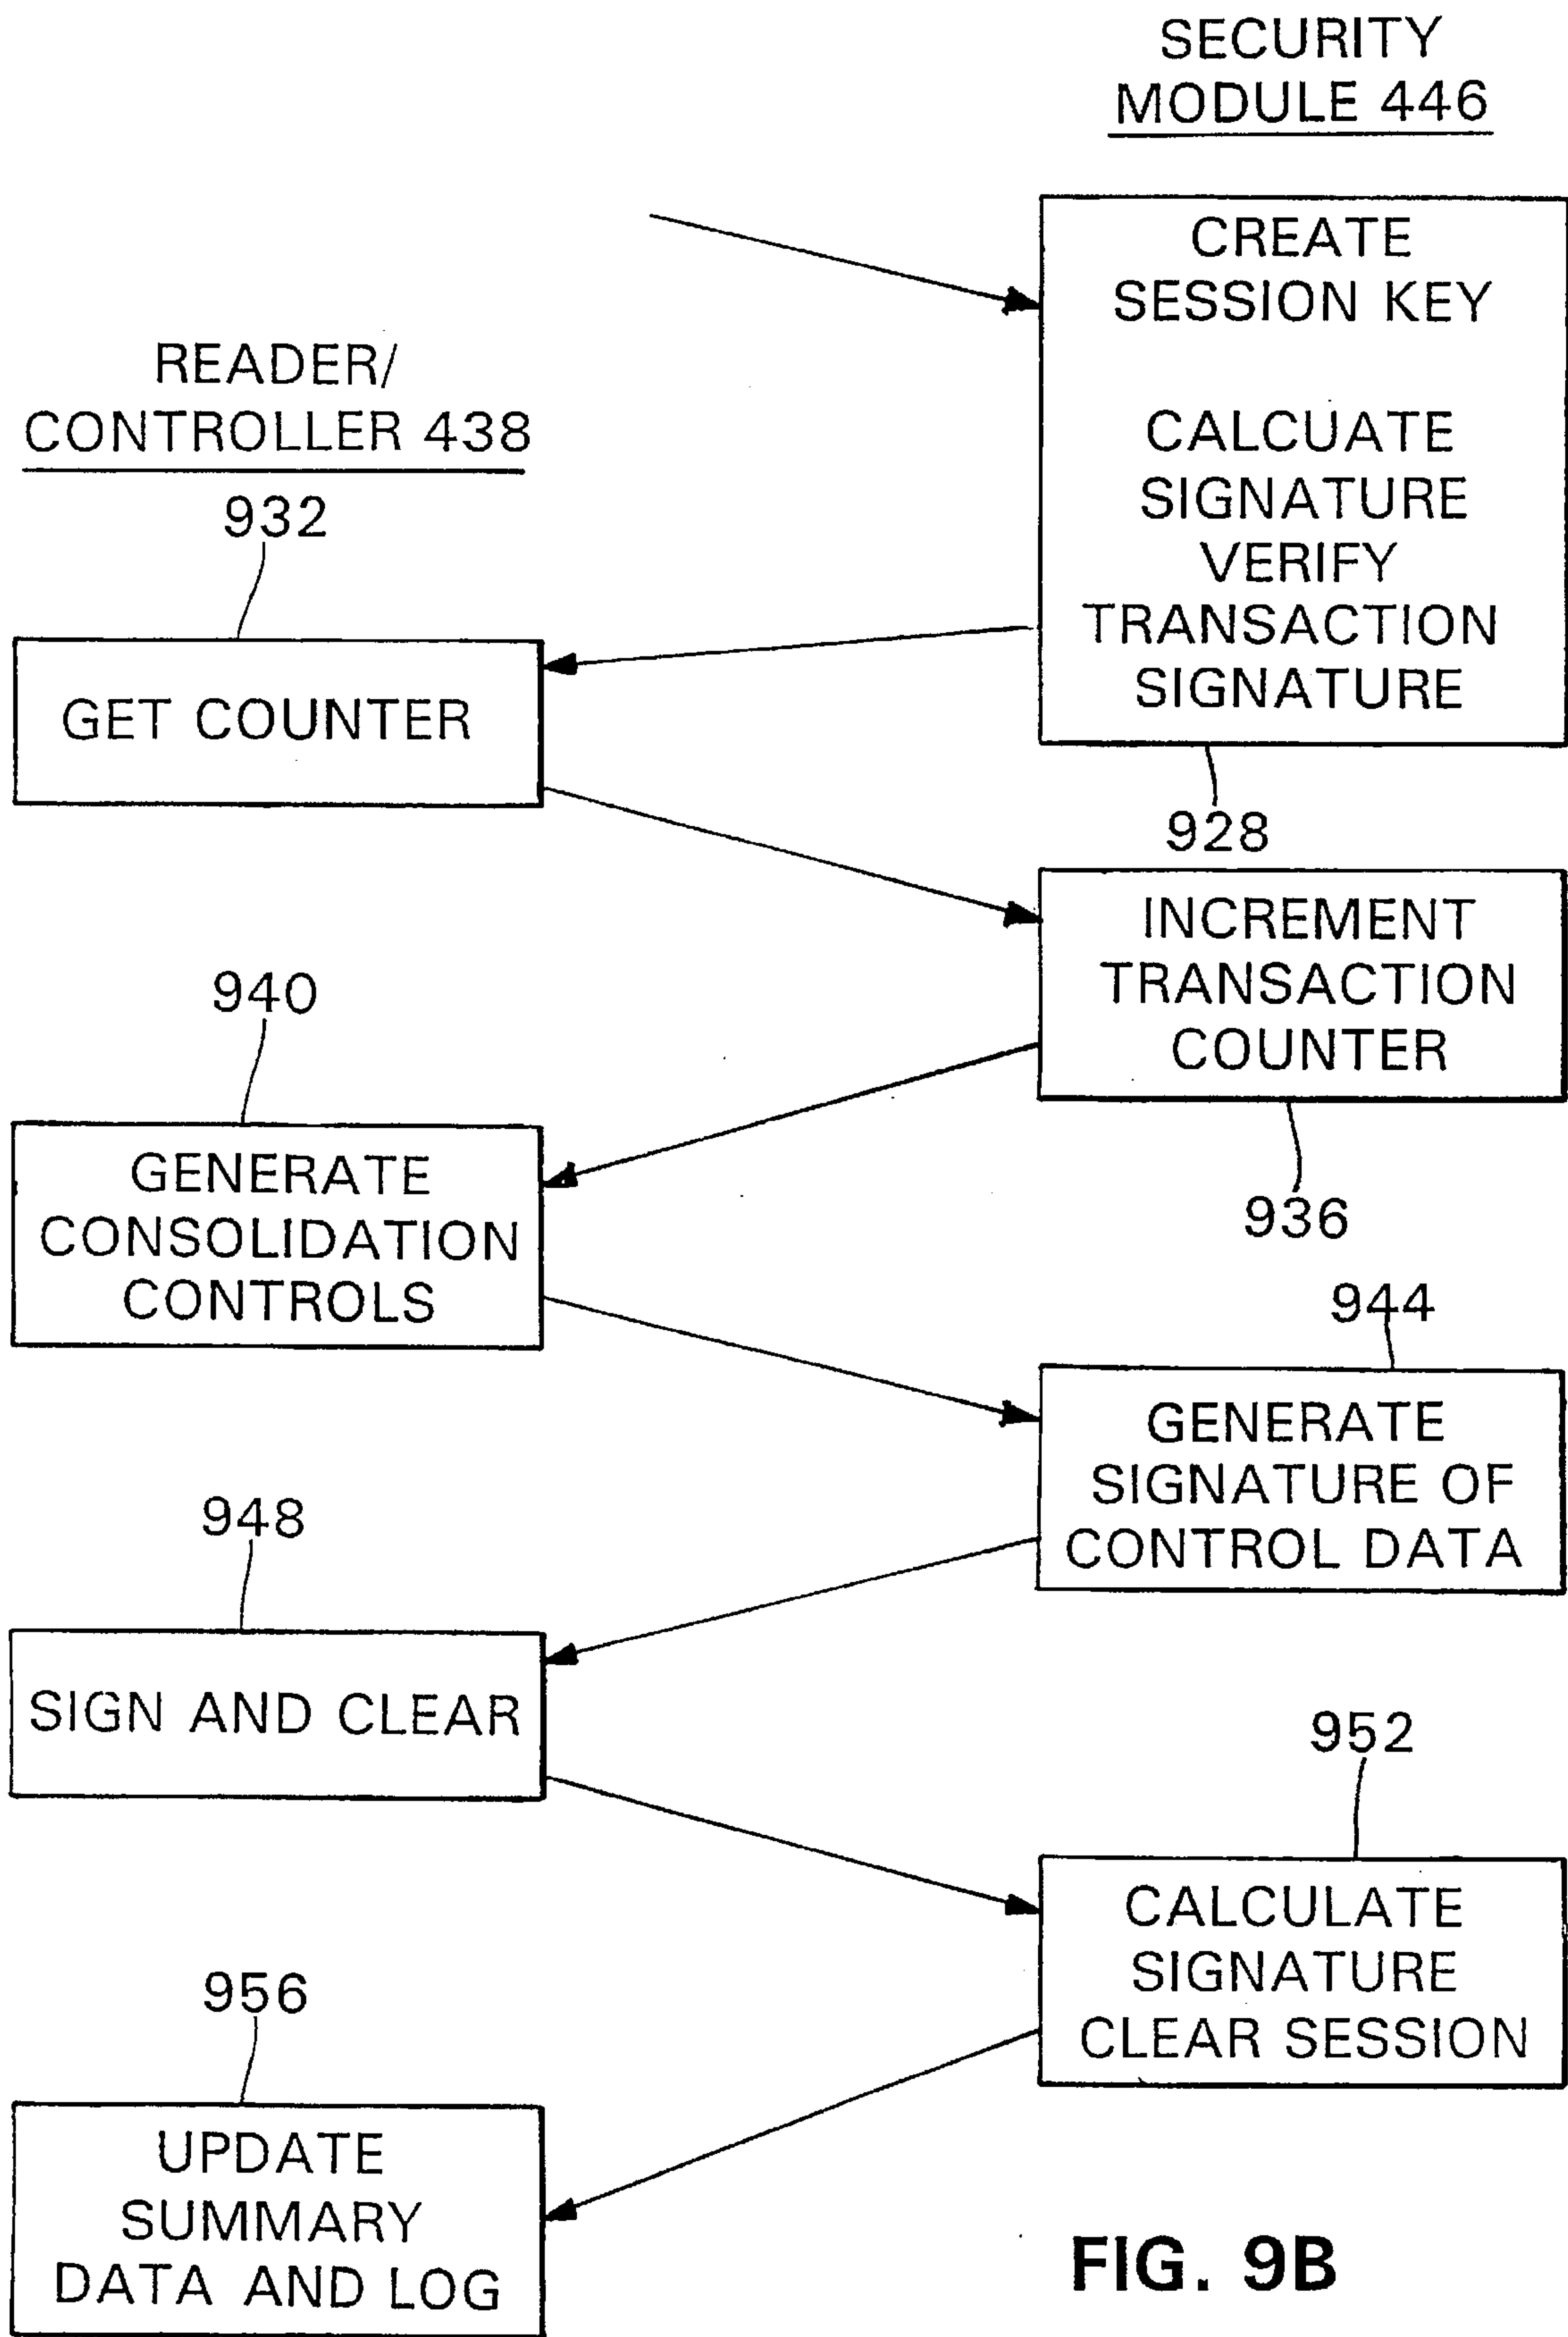 SECURITY
MODULE 446
CREATE
SESSION KEY
CALCUATE
SIGNATURE
VERIFY
TRANSACTION
SIGNATURE
928
READER/
CONTROLLER 438
932
GET COUNTER
INCREMENT
TRANSACTION
COUNTER
936
940
GENERATE
CONSOLIDATION
CONTROLS
944
GENERATE
SIGNATURE OF
CONTROL DATA
948
SIGN AND CLEAR
952
CALCULATE
SIGNATURE
CLEAR SESSION
956
UPDATE
SUMMARY
DATA AND LOG
FIG. 9B